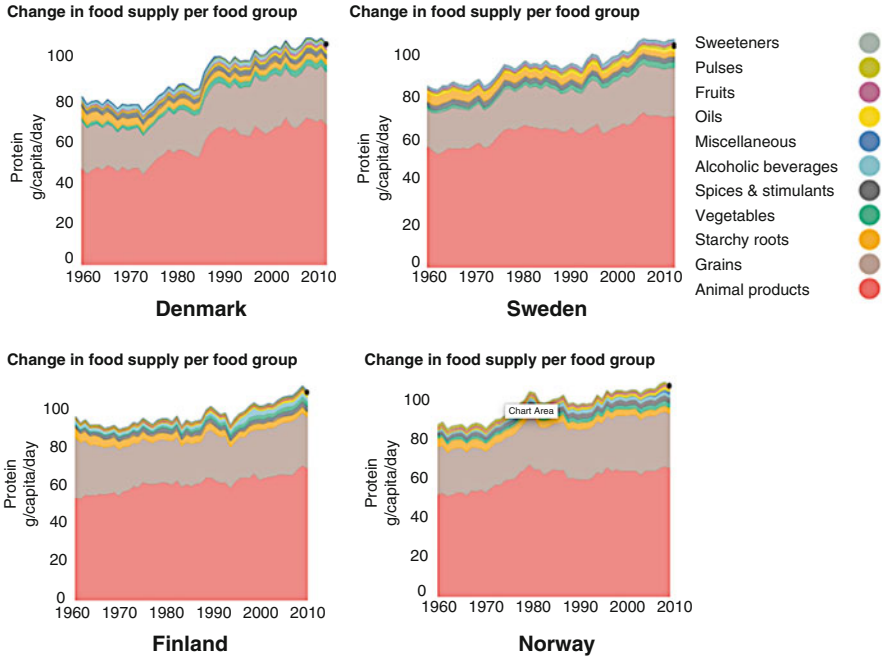 Change in food supply per food group
Protein
g/capita/day
100
80
60
40
20
0
1960 1970 1980 1990 2000 2010
Denmark
Change in food supply per food group
Protein
g/capita/day
100
80
60
40
20
0
1960 1970 1980 1990 2000 2010
Sweden
Sweeteners
Pulses
Fruits
Oils
Miscellaneous
Alcoholic beverages
Spices & stimulants
Vegetables
Starchy roots
Grains
Animal products
Change in food supply per food group
Protein
g/capita/day
100
80
60
40
20
0
1960 1970 1980 1990 2000 2010
Finland
Change in food supply per food group
Protein
g/capita/day
100
80
60
40
20
0
Chart Area
1960 1970 1980 1990 2000 2010
Norway